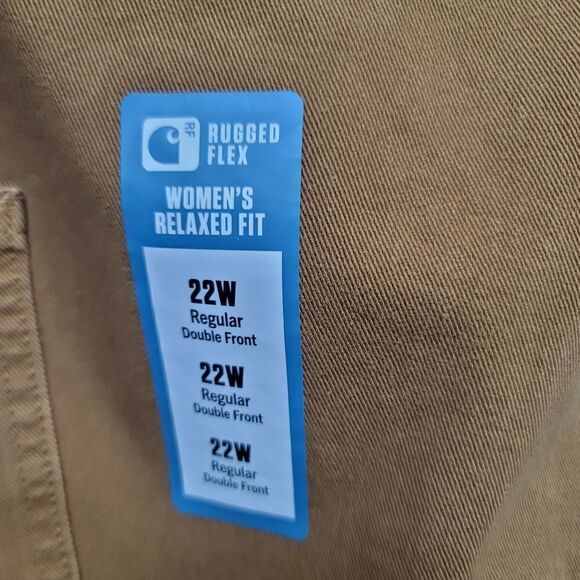 RF
RUGGED
FLEX
WOMEN'S
RELAXED FIT
22W
Regular
Double Front
22W
Regular
Double Front
22W
Regular
Double Front